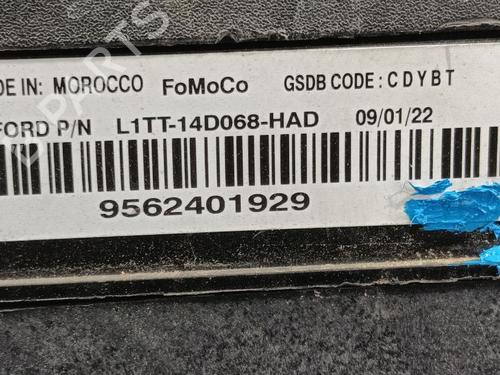 DE IN: MOROCCO FoMoCo GSDB CODE : C D Y B T
FORD P/N L1TT-14D068-HAD 09/01/22
9562401929